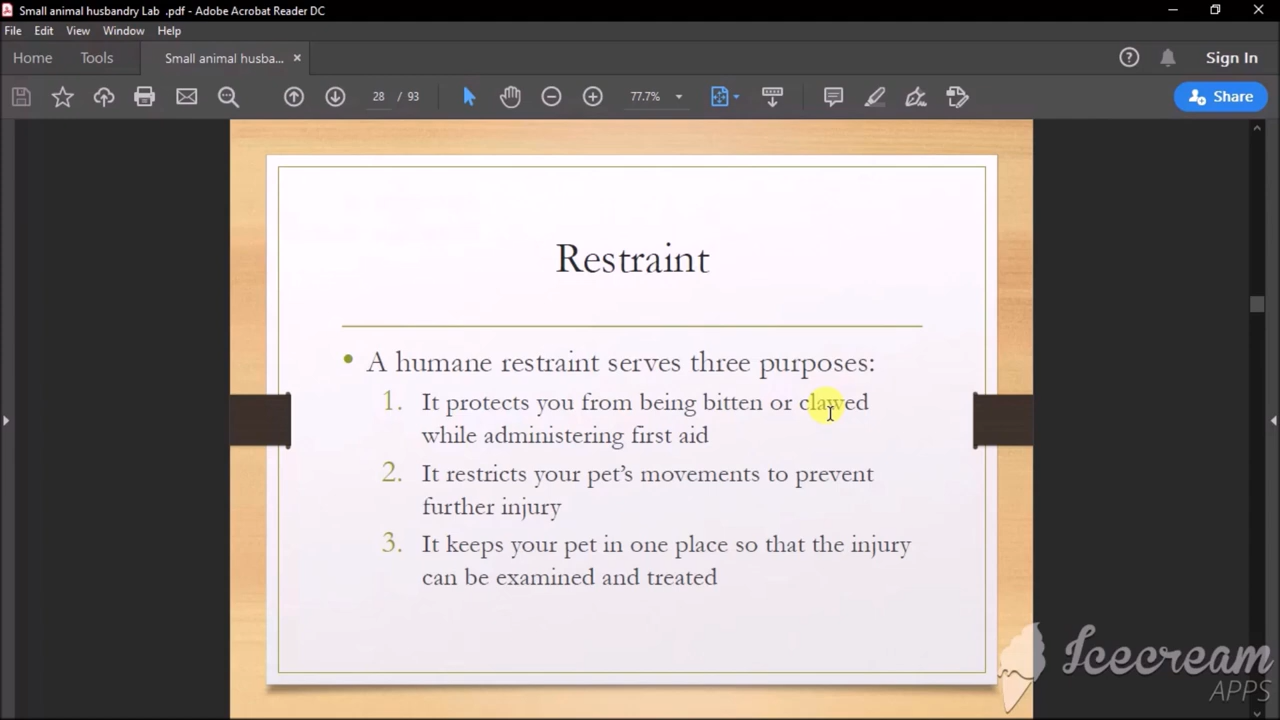 Small animal husbandry Lab .pdf - Adobe Acrobat Reader DC
File Edit View Window Help
Home Tools Small animal husba... Sign In
28 / 93 77.7% Share
Restraint
• A humane restraint serves three purposes:
1. It protects you from being bitten or clawed
while administering first aid
2. It restricts your pet’s movements to prevent
further injury
3. It keeps your pet in one place so that the injury
can be examined and treated
Icecream
APPS